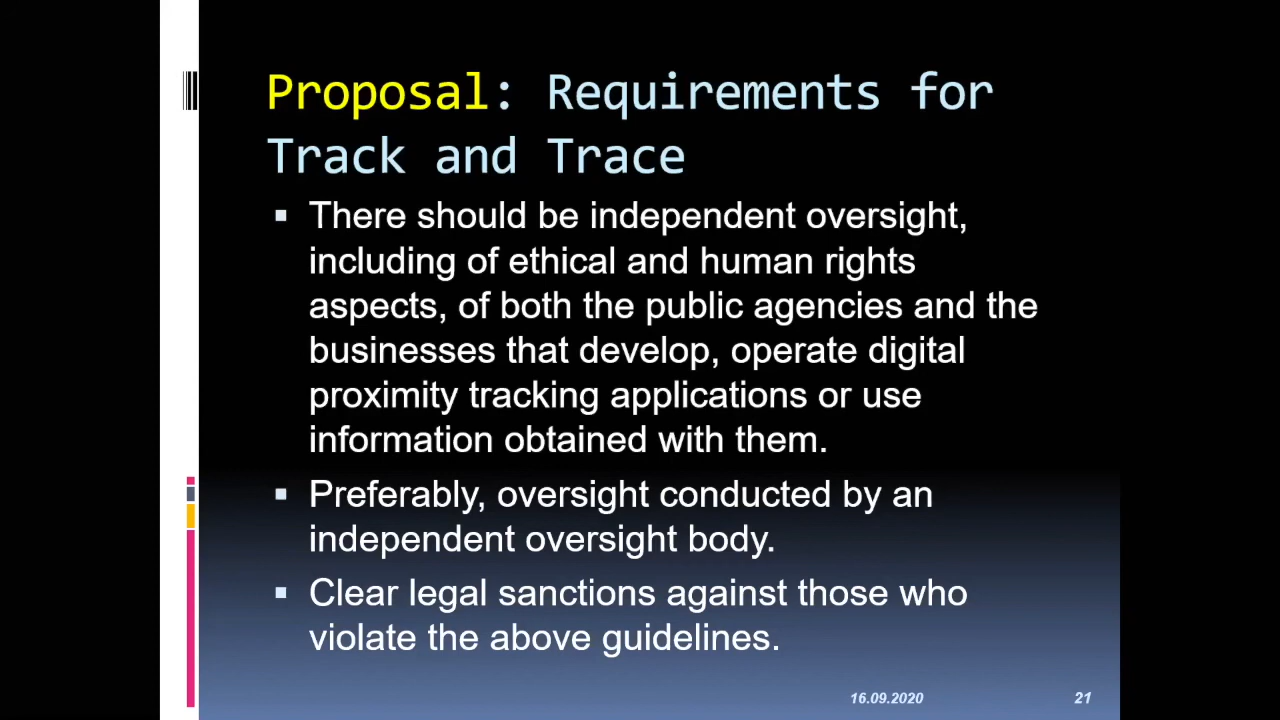 Proposal: Requirements for
Track and Trace
▪ There should be independent oversight,
including of ethical and human rights
aspects, of both the public agencies and the
businesses that develop, operate digital
proximity tracking applications or use
information obtained with them.
▪ Preferably, oversight conducted by an
independent oversight body.
▪ Clear legal sanctions against those who
violate the above guidelines.
16.09.2020
21